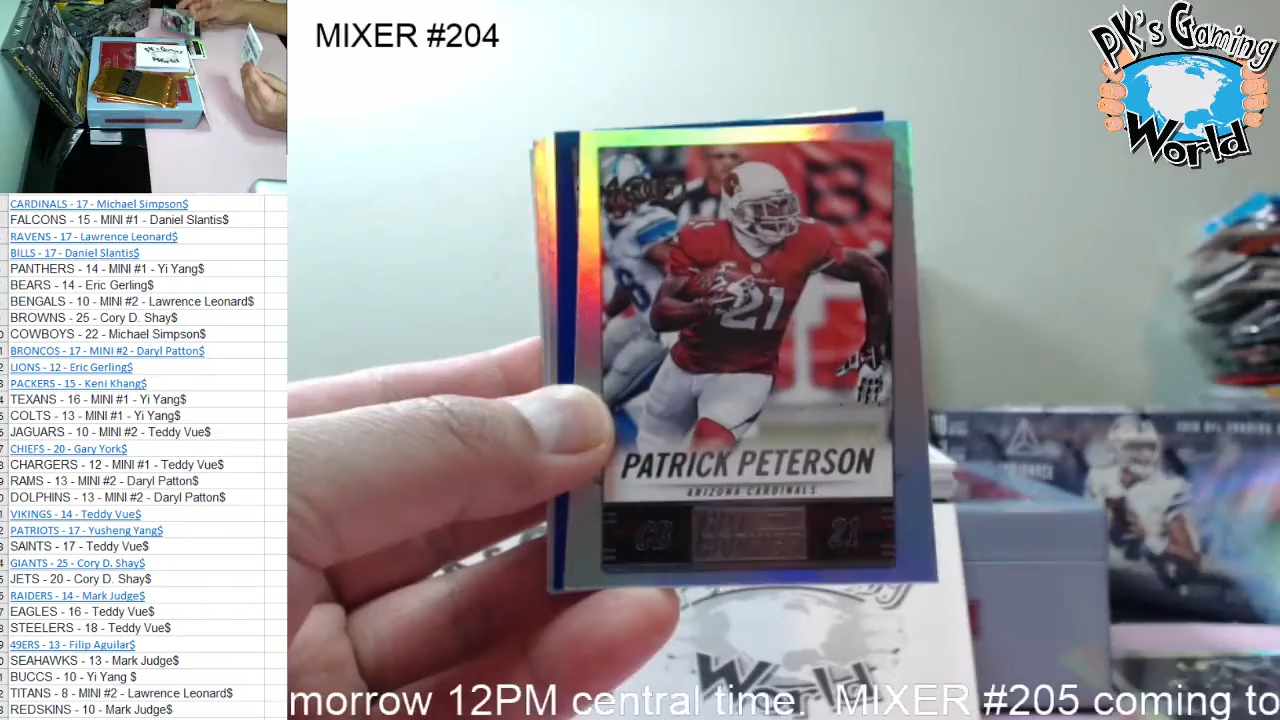 MIXER #204
PK's Gaming
World
CARDINALS - 17 - Michael Simpson$
FALCONS - 15 - MINI #1 - Daniel Slantis$
RAVENS - 17 - Lawrence Leonard$
BILLS - 17 - Daniel Slantis$
PANTHERS - 14 - MINI #1 - Yi Yang$
BEARS - 14 - Eric Gerling$
BENGALS - 10 - MINI #2 - Lawrence Leonard$
BROWNS - 25 - Cory D. Shay$
COWBOYS - 22 - Michael Simpson$
BRONCOS - 17 - MINI #2 - Daryl Patton$
LIONS - 12 - Eric Gerling$
PACKERS - 15 - Keni Khang$
TEXANS - 16 - MINI #1 - Yi Yang$
COLTS - 13 - MINI #1 - Yi Yang$
JAGUARS - 10 - MINI #2 - Teddy Vue$
CHIEFS - 20 - Gary York$
CHARGERS - 12 - MINI #1 - Teddy Vue$
RAMS - 13 - MINI #2 - Daryl Patton$
DOLPHINS - 13 - MINI #2 - Daryl Patton$
VIKINGS - 14 - Teddy Vue$
PATRIOTS - 17 - Yusheng Yang$
SAINTS - 17 - Teddy Vue$
GIANTS - 25 - Cory D. Shay$
JETS - 20 - Cory D. Shay$
RAIDERS - 14 - Mark Judge$
EAGLES - 16 - Teddy Vue$
STEELERS - 18 - Teddy Vue$
49ERS - 13 - Filip Aguilar$
SEAHAWKS - 13 - Mark Judge$
BUCCS - 10 - Yi Yang $
TITANS - 8 - MINI #2 - Lawrence Leonard$
REDSKINS - 10 - Mark Judge$
21
PATRICK PETERSON
ARIZONA CARDINALS
CB
21
World
morrow 12PM central time. MIXER #205 coming to